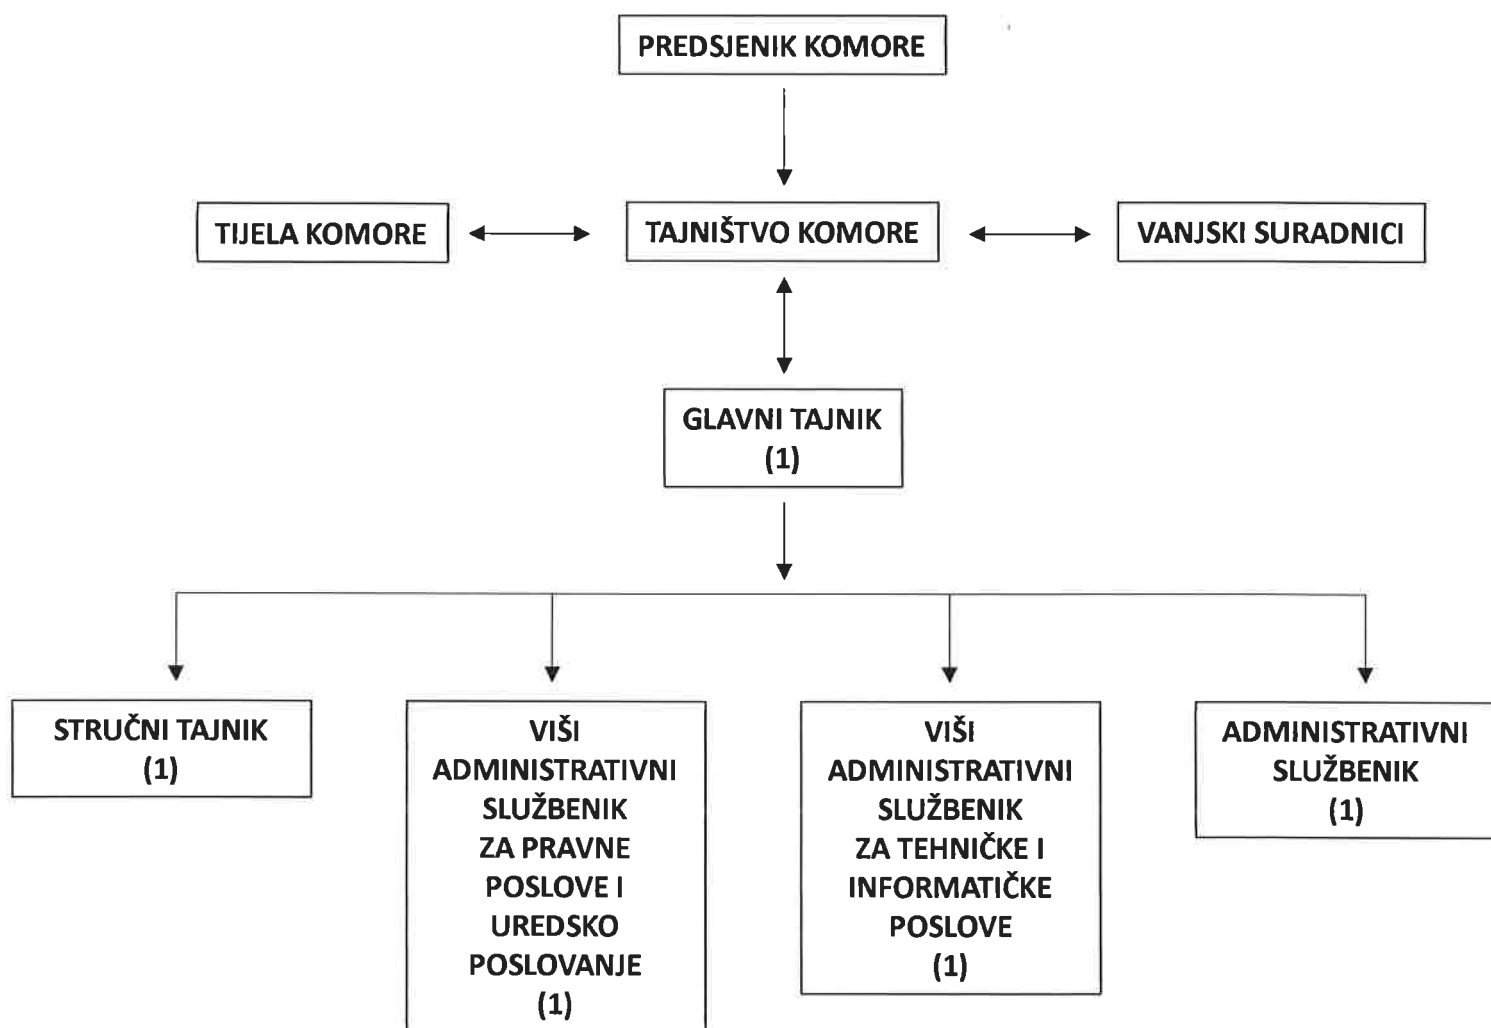 PREDSJENIK KOMORE
TIJELA KOMORE
TAJNIŠTVO KOMORE
VANJSKI SURADNICI
GLAVNI TAJNIK
(1)
STRUČNI TAJNIK
(1)
VIŠI
ADMINISTRATIVNI
SLUŽBENIK
ZA PRAVNE
POSLOVE I
UREDSKO
POSLOVANJE
(1)
VIŠI
ADMINISTRATIVNI
SLUŽBENIK
ZA TEHNIČKE I
INFORMATIČKE
POSLOVE
(1)
ADMINISTRATIVNI
SLUŽBENIK
(1)